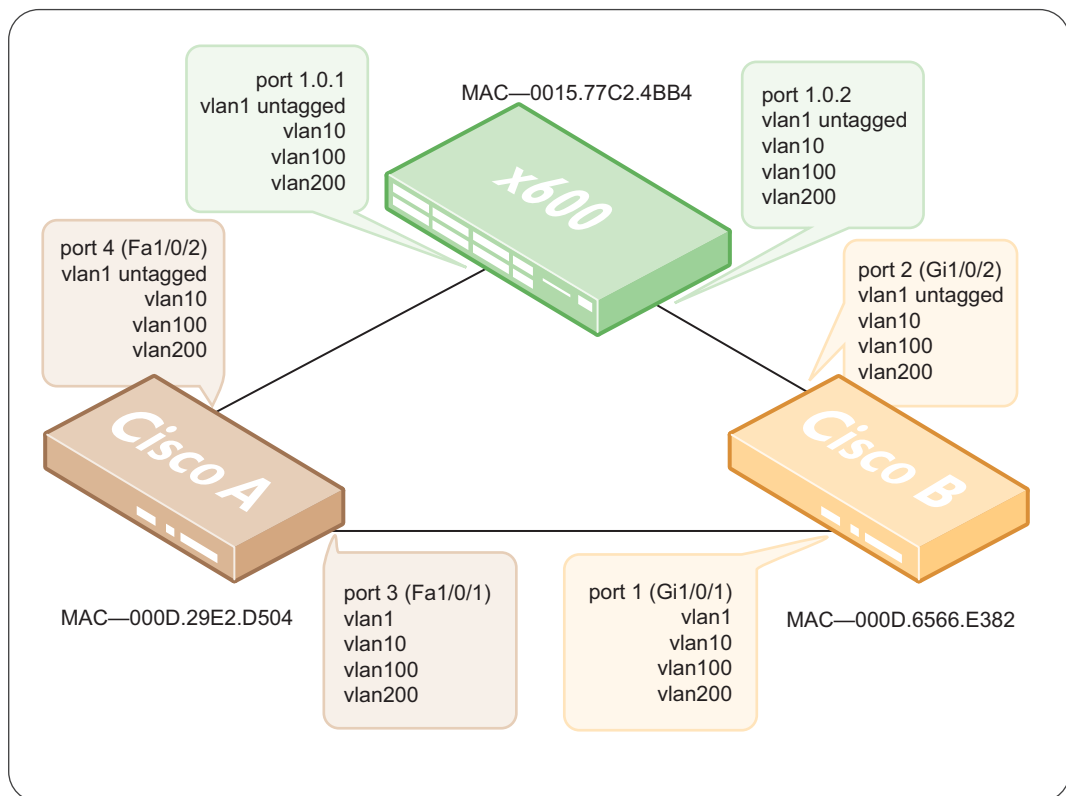 port 1.0.1
vlan1 untagged
vlan10
vlan100
vlan200
MAC—0015.77C2.4BB4
port 1.0.2
vlan1 untagged
vlan10
vlan100
vlan200
x600
port 4 (Fa1/0/2)
vlan1 untagged
vlan10
vlan100
vlan200
port 2 (Gi1/0/2)
vlan1 untagged
vlan10
vlan100
vlan200
Cisco A
Cisco B
MAC—000D.29E2.D504
port 3 (Fa1/0/1)
vlan1
vlan10
vlan100
vlan200
port 1 (Gi1/0/1)
vlan1
vlan10
vlan100
vlan200
MAC—000D.6566.E382